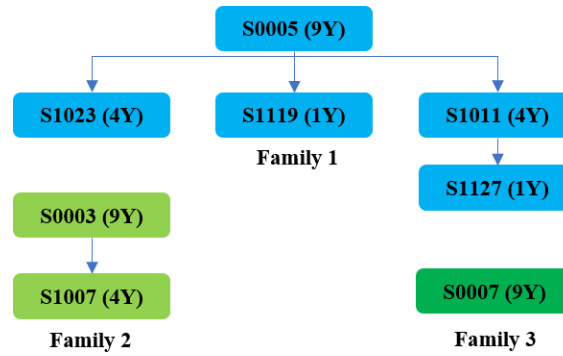 S0005 (9Y)
S1023 (4Y)
S1119 (1Y)
S1011 (4Y)
Family 1
S1127 (1Y)
S0003 (9Y)
S1007 (4Y)
S0007 (9Y)
Family 2
Family 3